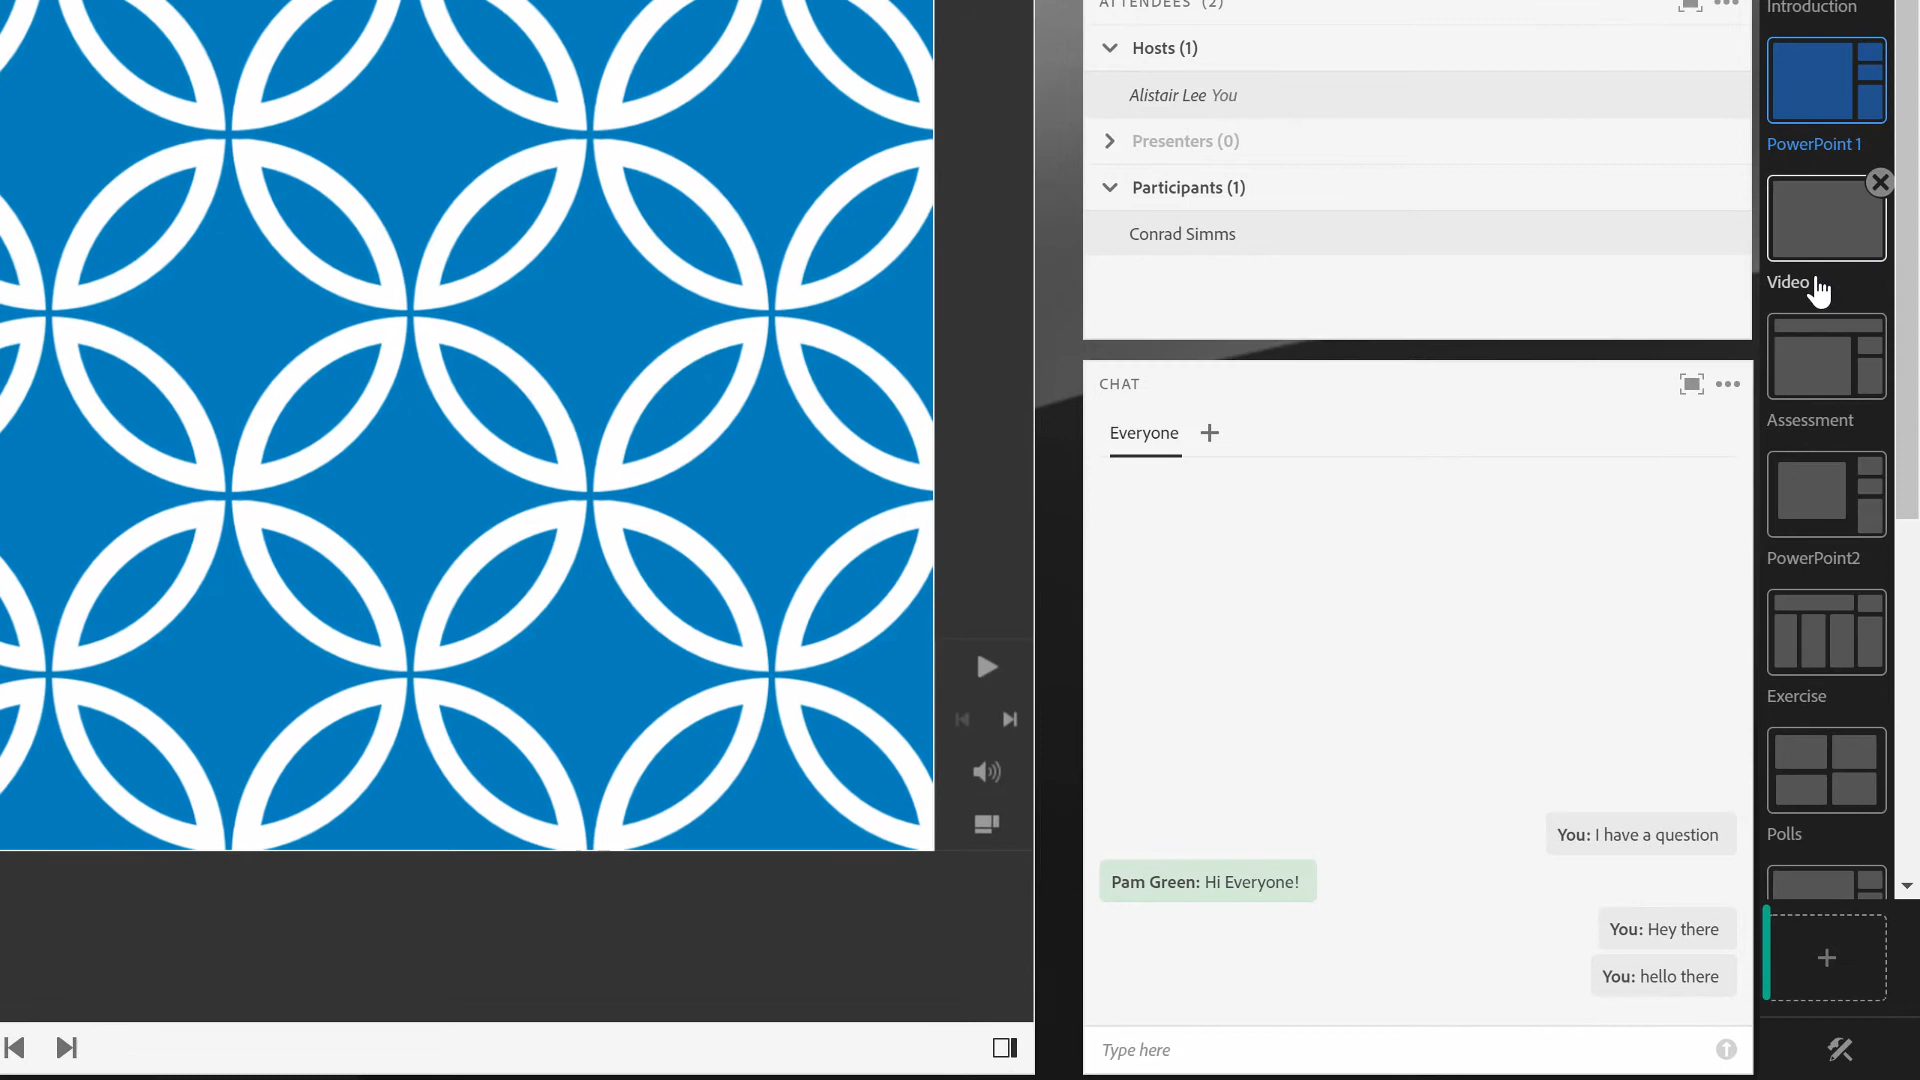 ATTENDEES (2)
Hosts (1)
Alistair Lee You
Presenters (0)
Participants (1)
Conrad Simms
CHAT
Everyone
You: I have a question
Pam Green: Hi Everyone!
You: Hey there
You: hello there
Type here
Introduction
PowerPoint 1
Video
Assessment
PowerPoint2
Exercise
Polls